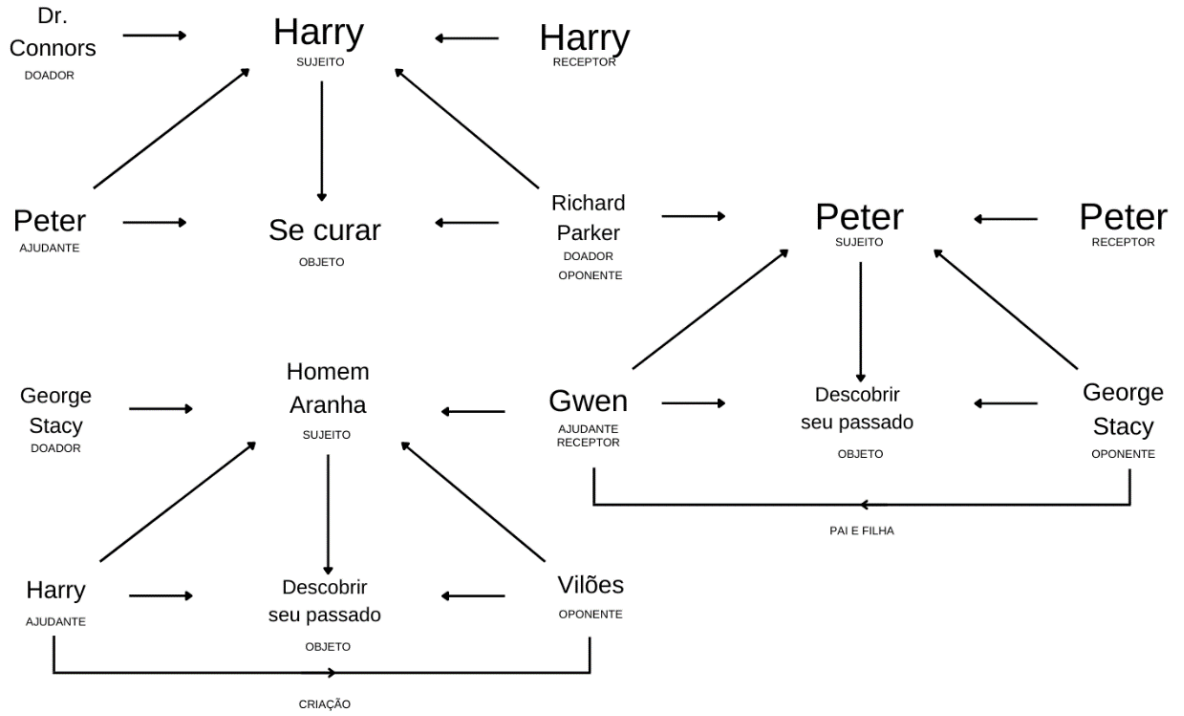 Dr.
Connors
DOADOR
Harry
SUJEITO
Harry
RECEPTOR
Peter
AJUDANTE
Se curar
OBJETO
Richard
Parker
DOADOR
OPONENTE
Peter
SUJEITO
Peter
RECEPTOR
George
Stacy
DOADOR
Homem
Aranha
SUJEITO
Gwen
AJUDANTE
RECEPTOR
Descobrir
seu passado
OBJETO
George
Stacy
OPONENTE
PAI E FILHA
Harry
AJUDANTE
Descobrir
seu passado
OBJETO
Vilões
OPONENTE
CRIAÇÃO